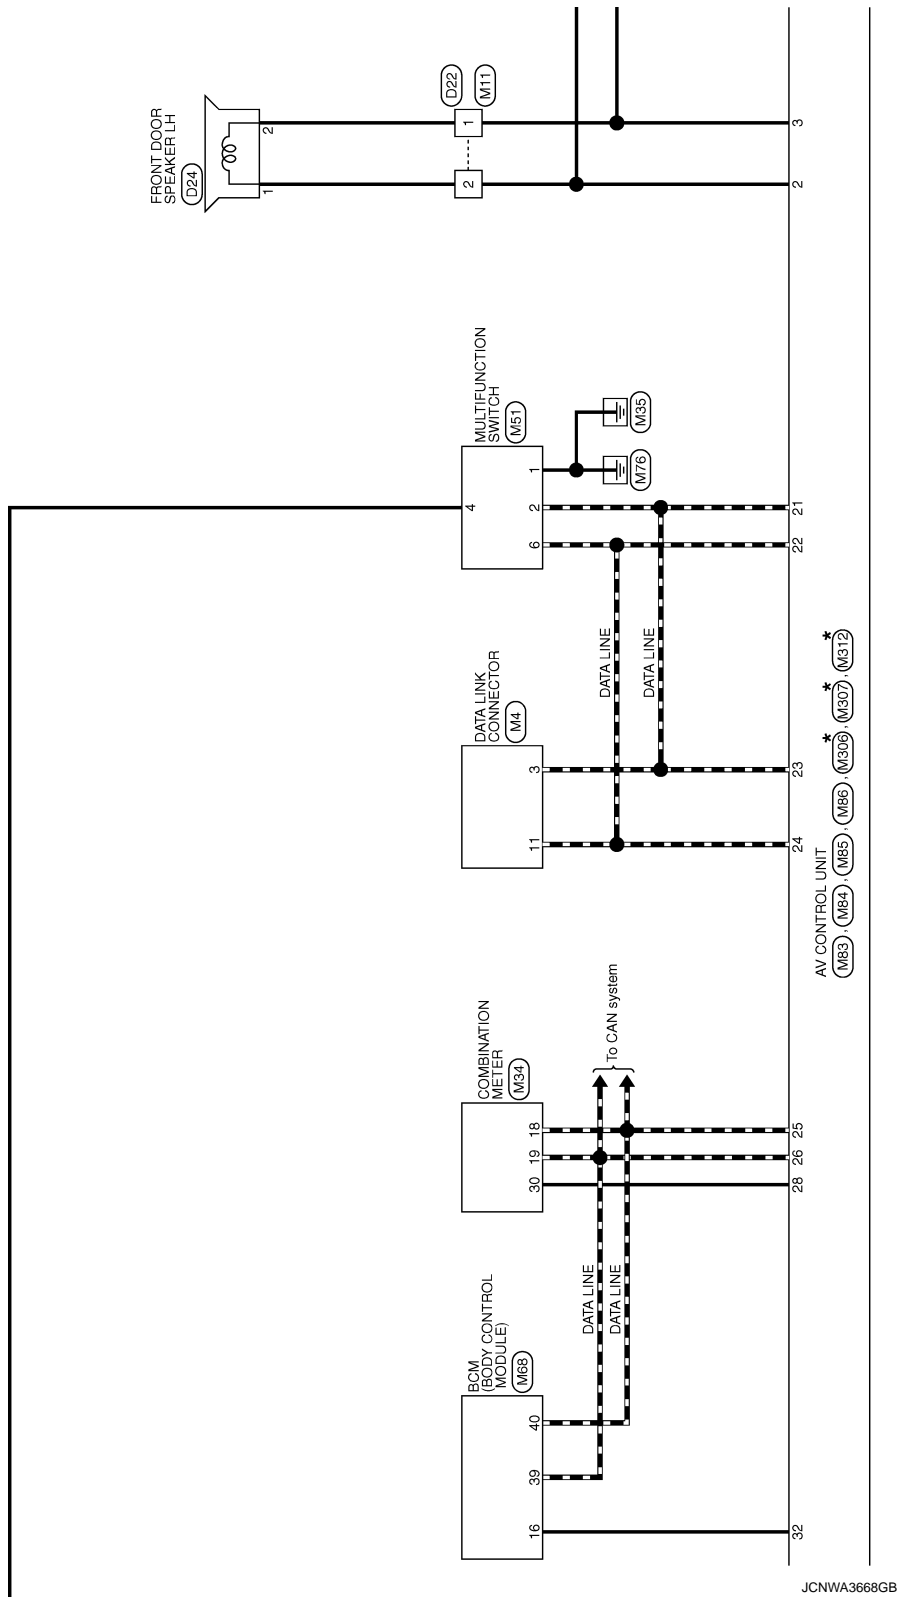 FRONT DOOR
SPEAKER LH
D24
2
1
D22
M11
1
2
3
2
MULTIFUNCTION
SWITCH
M51
4
1
2
6
M35
M76
21
22
DATA LINE
DATA LINE
DATA LINK
CONNECTOR
M4
3
11
23
24
AV CONTROL UNIT
M83 , M84 , M85 , M86 , M306 , M307 , M312
* * *
COMBINATION
METER
M34
18
19
30
To CAN system
25
26
28
DATA LINE
DATA LINE
BCM
(BODY CONTROL
MODULE)
M68
40
39
16
32
JCNWA3668GB